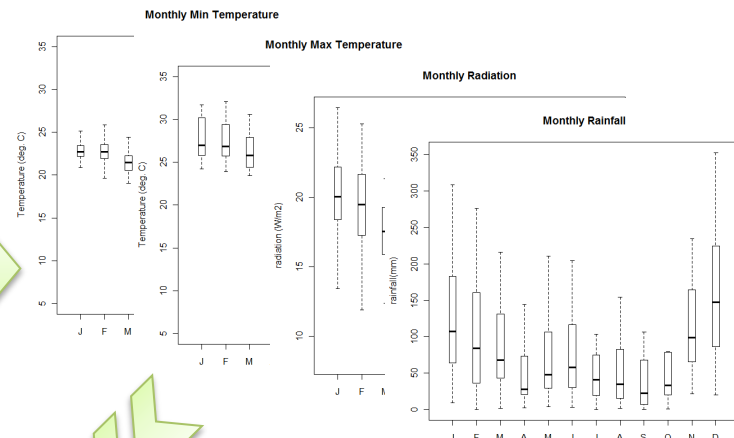 Monthly Min Temperature
Temperature (deg. C)
35
30
25
20
15
10
5
J F M
Monthly Max Temperature
Temperature (deg. C)
35
30
25
20
15
10
5
J F M
Monthly Radiation
radiation (W/m2)
25
20
15
10
J F M
Monthly Rainfall
rainfall(mm)
350
300
250
200
150
100
50
0
J F M A M J J A S O N D